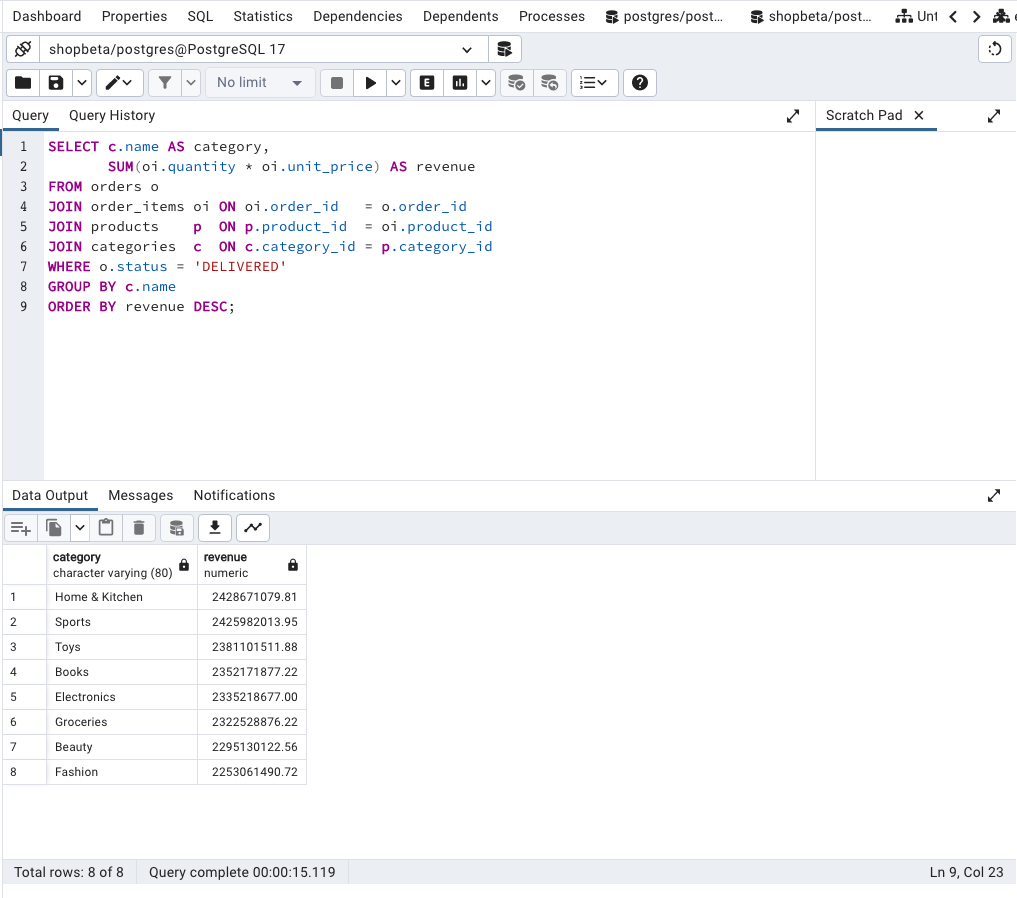 Dashboard Properties SQL Statistics Dependencies Dependents Processes postgres/post... shopbeta/post... Unt
shopbeta/postgres@PostgreSQL 17
No limit E
Query Query History Scratch Pad
1 SELECT c.name AS category,
2        SUM(oi.quantity * oi.unit_price) AS revenue
3 FROM orders o
4 JOIN order_items oi ON oi.order_id   = o.order_id
5 JOIN products    p  ON p.product_id  = oi.product_id
6 JOIN categories  c  ON c.category_id = p.category_id
7 WHERE o.status = 'DELIVERED'
8 GROUP BY c.name
9 ORDER BY revenue DESC;
Data Output Messages Notifications
category revenue
character varying (80) numeric
1 Home & Kitchen 2428671079.81
2 Sports 2425982013.95
3 Toys 2381101511.88
4 Books 2352171877.22
5 Electronics 2335218677.00
6 Groceries 2322528876.22
7 Beauty 2295130122.56
8 Fashion 2253061490.72
Total rows: 8 of 8 Query complete 00:00:15.119 Ln 9, Col 23